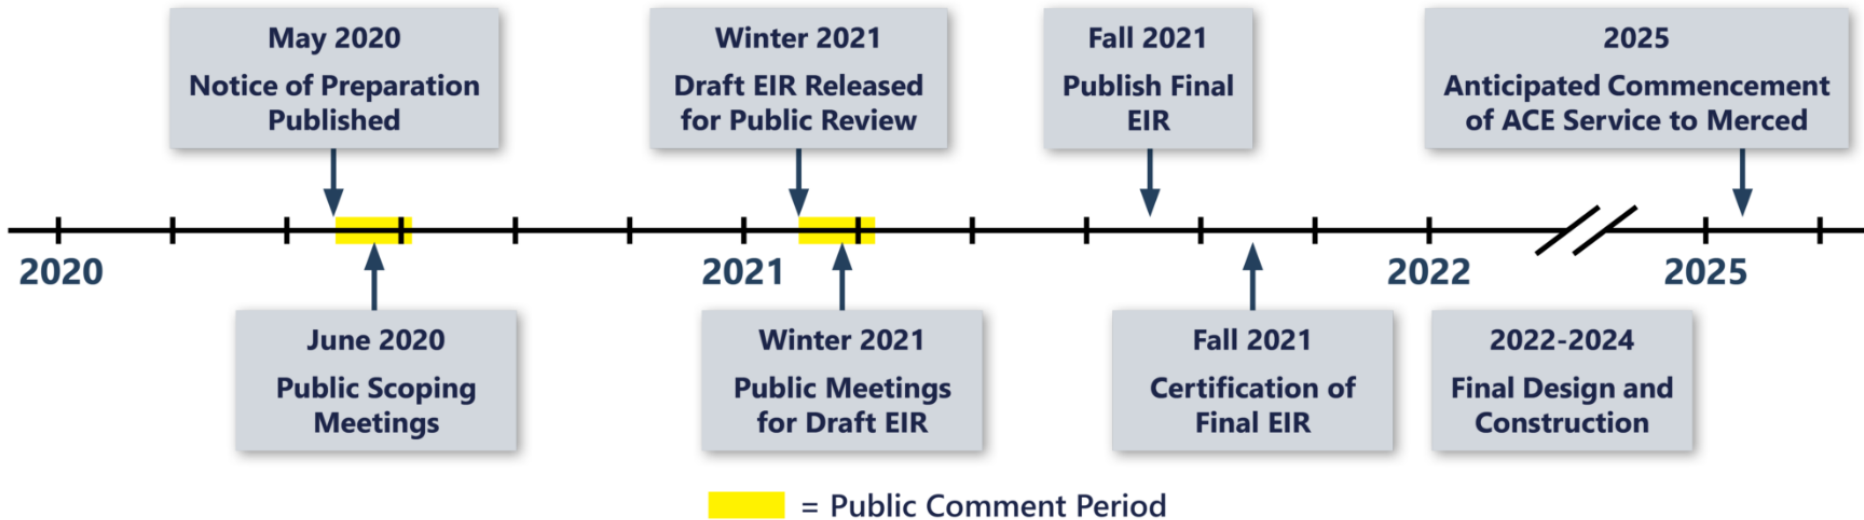 May 2020
Notice of Preparation
Published
Winter 2021
Draft EIR Released
for Public Review
Fall 2021
Publish Final
EIR
2025
Anticipated Commencement
of ACE Service to Merced
2020
2021
2022
2025
June 2020
Public Scoping
Meetings
Winter 2021
Public Meetings
for Draft EIR
Fall 2021
Certification of
Final EIR
2022-2024
Final Design and
Construction
= Public Comment Period